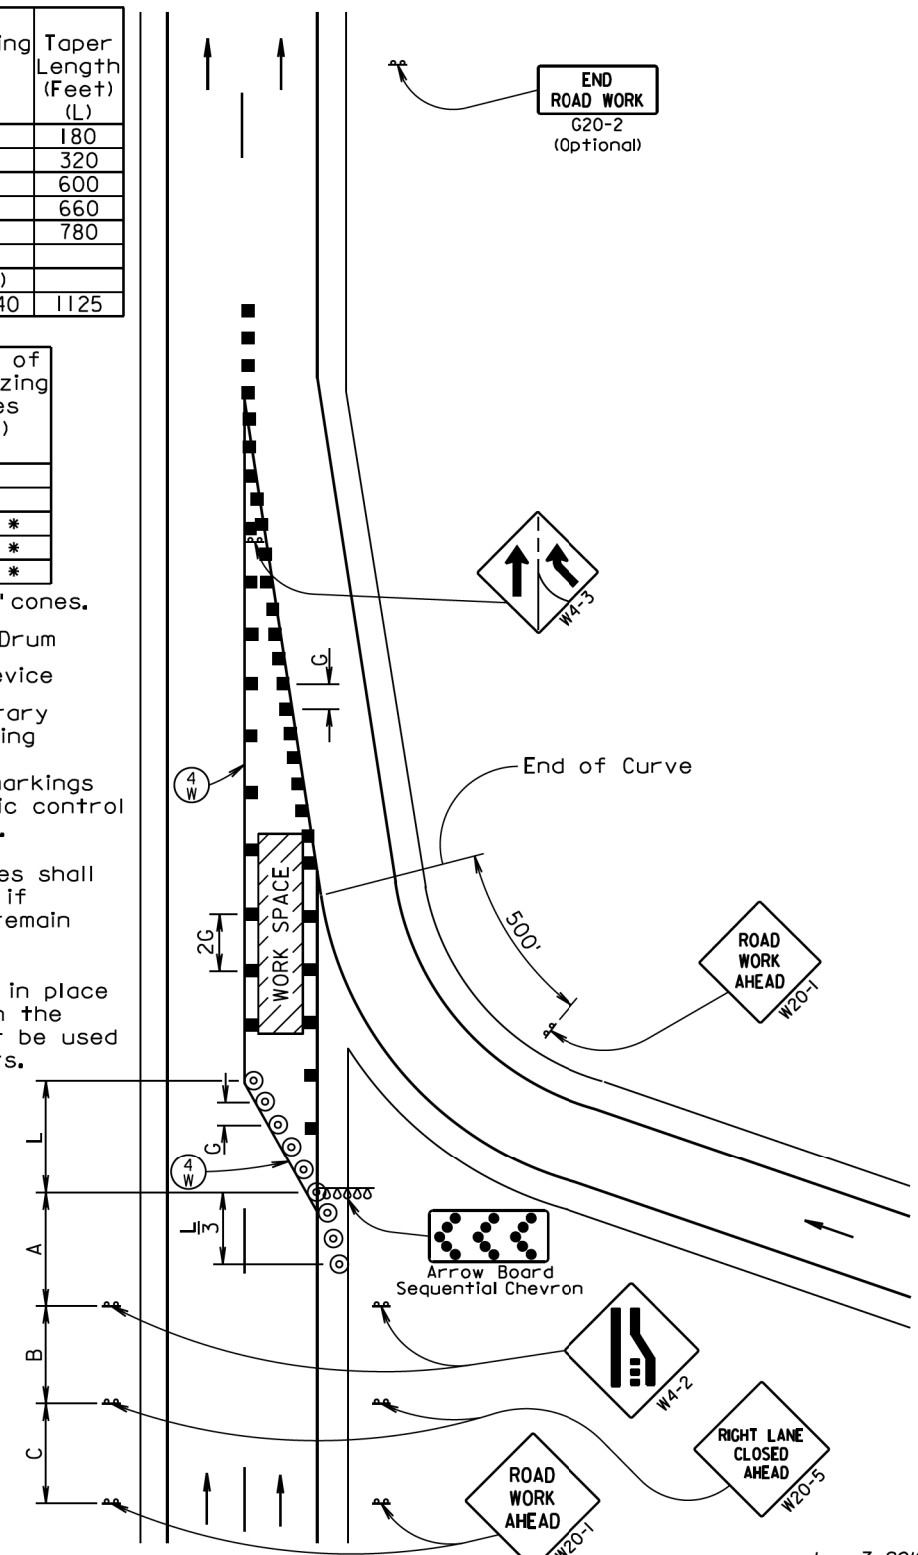 ing Taper
Length
(Feet)
(L)
180
320
600
660
780
)
40 1125
of
zing
es
)
*
*
*
' cones.
Drum
evice
rary
ing
markings
ic control
.
es shall
if
remain
in place
n the
t be used
s.
END
ROAD WORK
G20-2
(Optional)
W4-3
G
4
W
End of Curve
500'
WORK SPACE
2G
ROAD
WORK
AHEAD
W20-1
L
G
4
W
L
3
A
Arrow Board
Sequential Chevron
B
W4-2
C
RIGHT LANE
CLOSED
AHEAD
W20-5
ROAD
WORK
AHEAD
W20-1